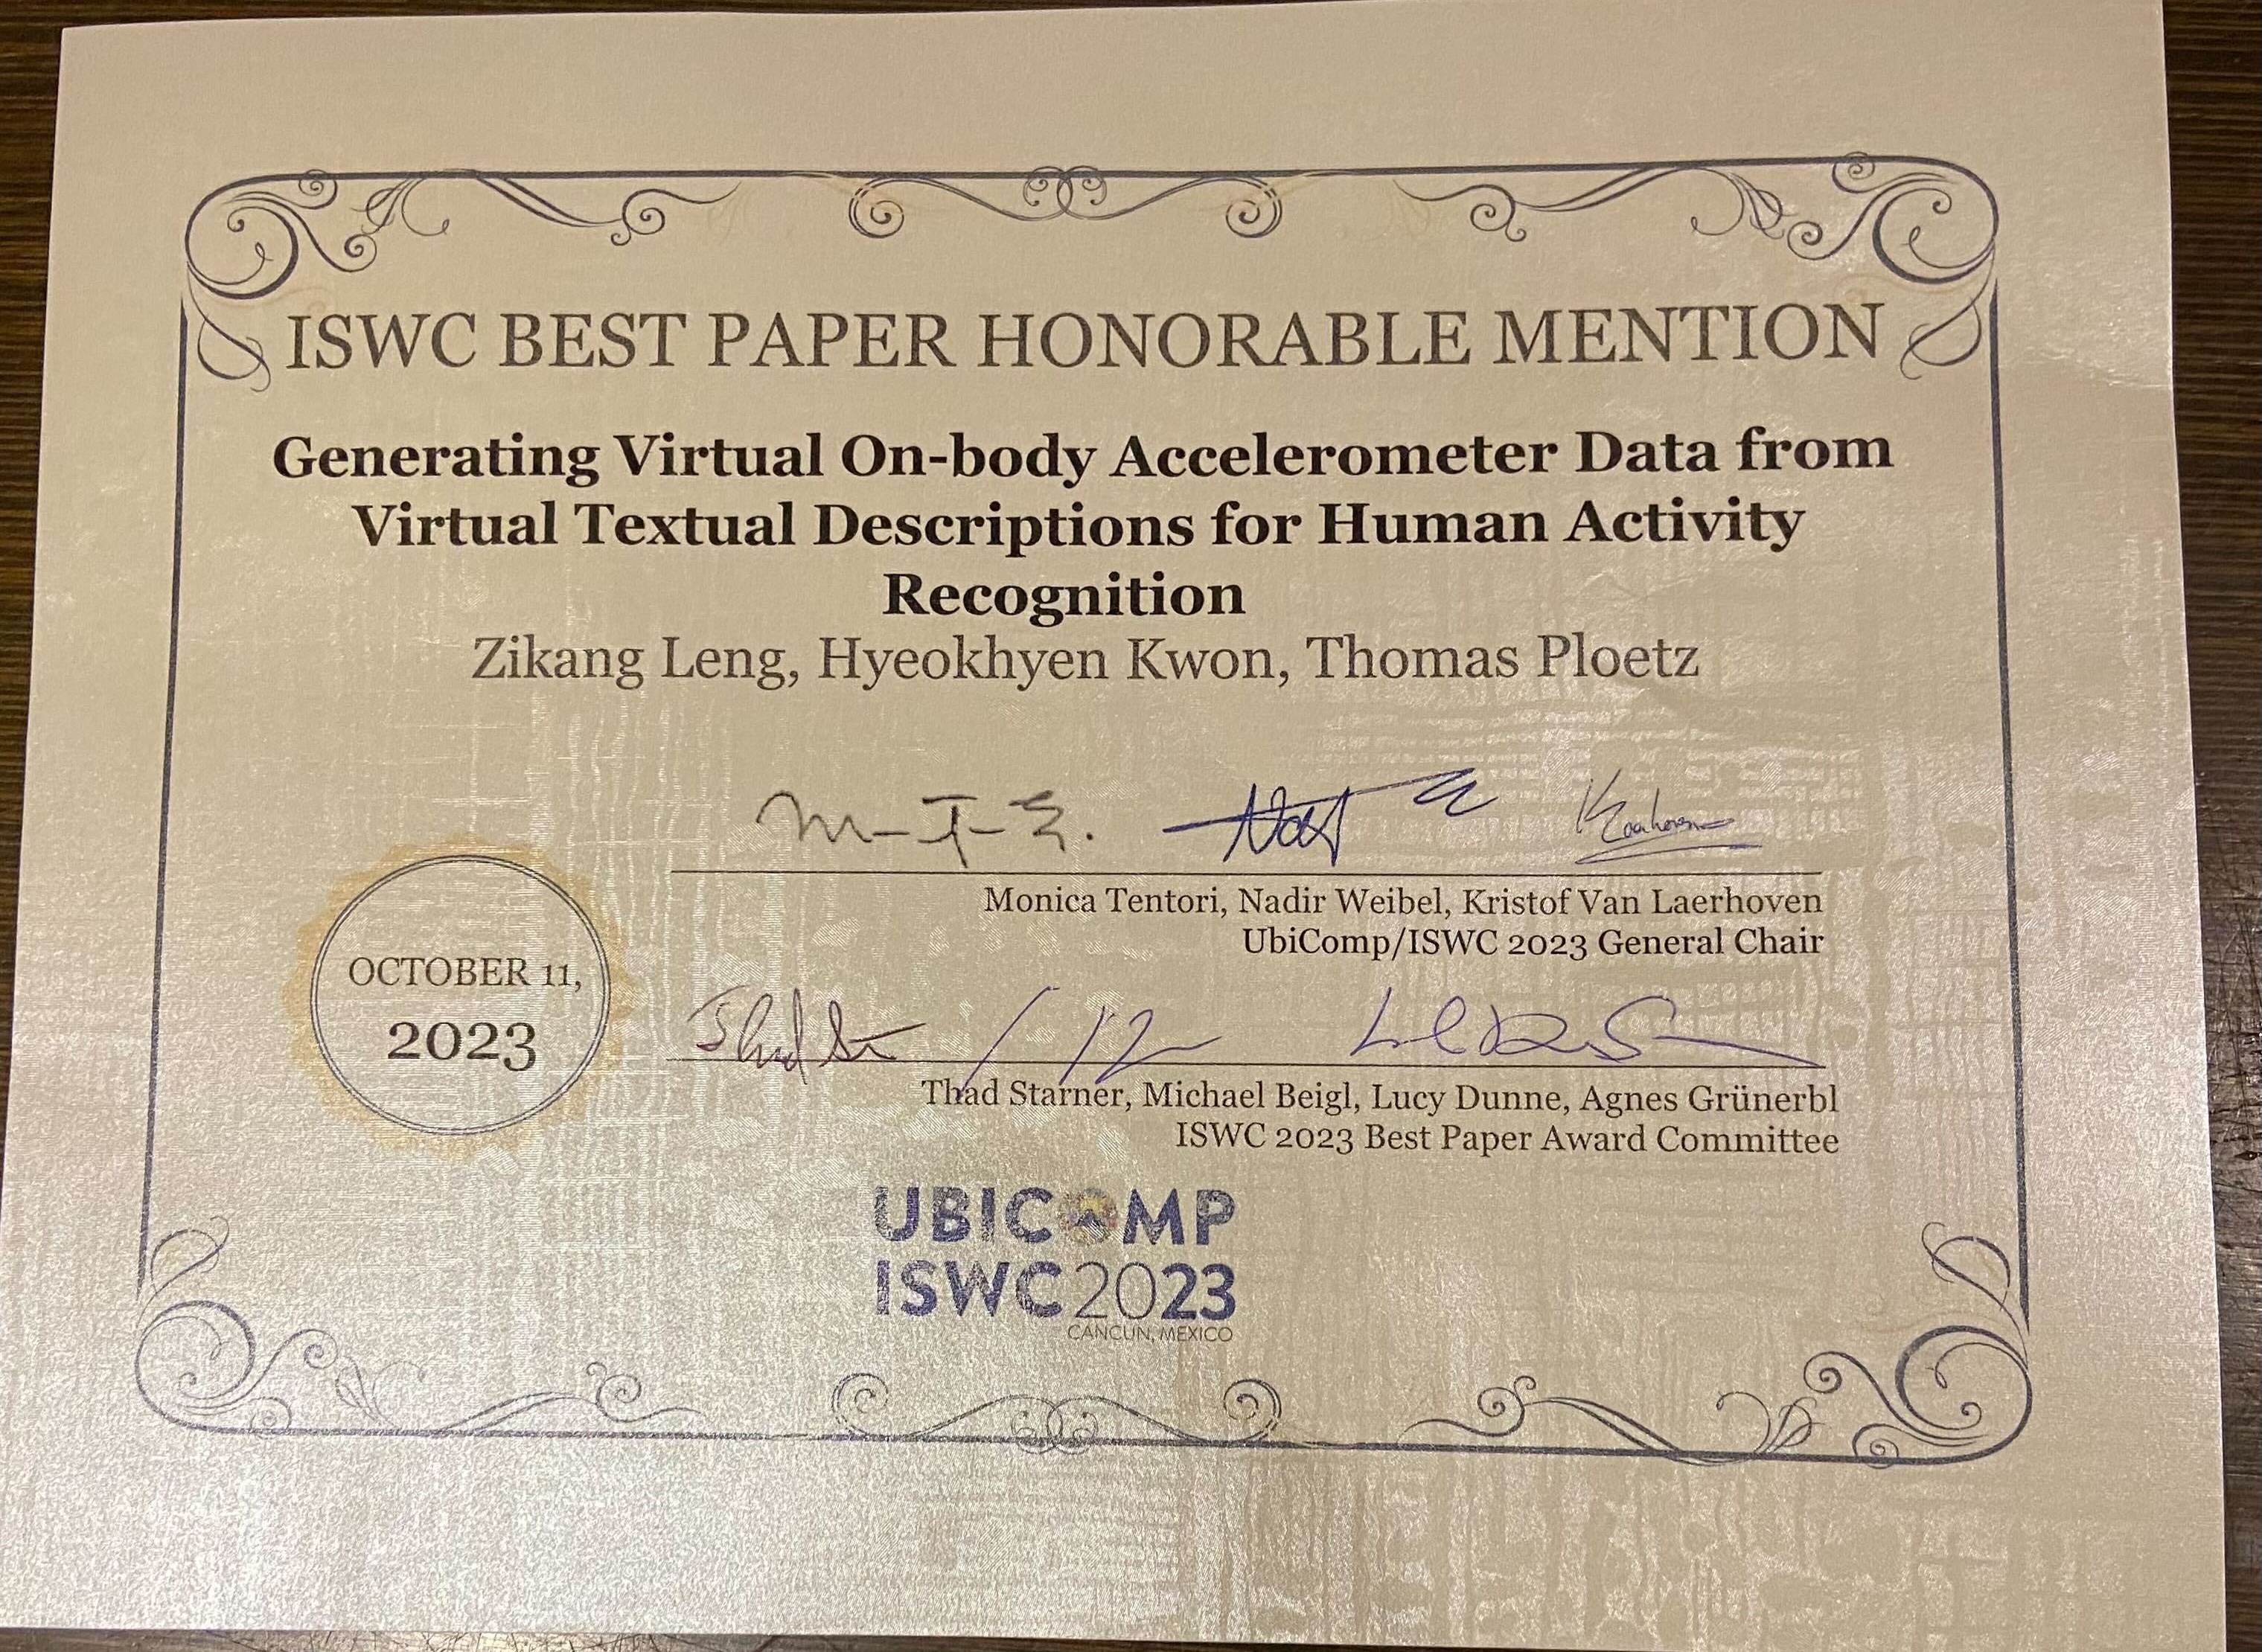 ISWC BEST PAPER HONORABLE MENTION
Generating Virtual On-body Accelerometer Data from
Virtual Textual Descriptions for Human Activity
Recognition
Zikang Leng, Hyeokhyen Kwon, Thomas Ploetz
Monica Tentori, Nadir Weibel, Kristof Van Laerhoven
UbiComp/ISWC 2023 General Chair
OCTOBER 11,
2023
Thad Starner, Michael Beigl, Lucy Dunne, Agnes Grünerbl
ISWC 2023 Best Paper Award Committee
UBICOMP
ISWC 2023
CANCUN, MEXICO